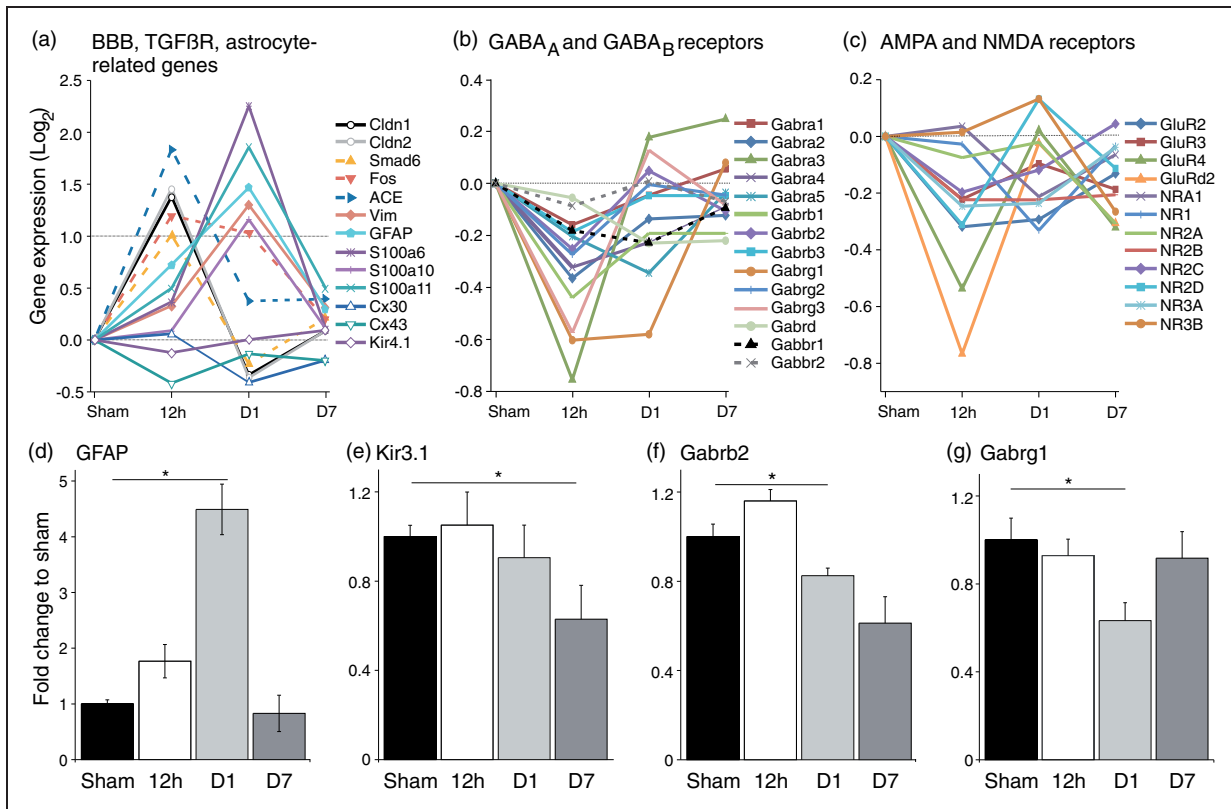 (a) BBB, TGFßR, astrocyte-
related genes
Gene expression (Log2)
2.5
2.0
1.5
1.0
0.5
0.0
-0.5
Sham 12h D1 D7
Cldn1
Cldn2
Smad6
Fos
ACE
Vim
GFAP
S100a6
S100a10
S100a11
Cx30
Cx43
Kir4.1
(b) GABAA and GABAB receptors
0.4
0.2
0.0
-0.2
-0.4
-0.6
-0.8
Sham 12h D1 D7
Gabra1
Gabra2
Gabra3
Gabra4
Gabra5
Gabrb1
Gabrb2
Gabrb3
Gabrg1
Gabrg2
Gabrg3
Gabrd
Gabbr1
Gabbr2
(c) AMPA and NMDA receptors
0.2
0.0
-0.2
-0.4
-0.6
-0.8
Sham 12h D1 D7
GluR2
GluR3
GluR4
GluRd2
NRA1
NR1
NR2A
NR2B
NR2C
NR2D
NR3A
NR3B
(d) GFAP
Fold change to sham
5
4
3
2
1
0
*
Sham 12h D1 D7
(e) Kir3.1
1.2
0.8
0.4
0
*
Sham 12h D1 D7
(f) Gabrb2
1.2
0.8
0.4
0
*
Sham 12h D1 D7
(g) Gabrg1
1.2
0.8
0.4
0
*
Sham 12h D1 D7